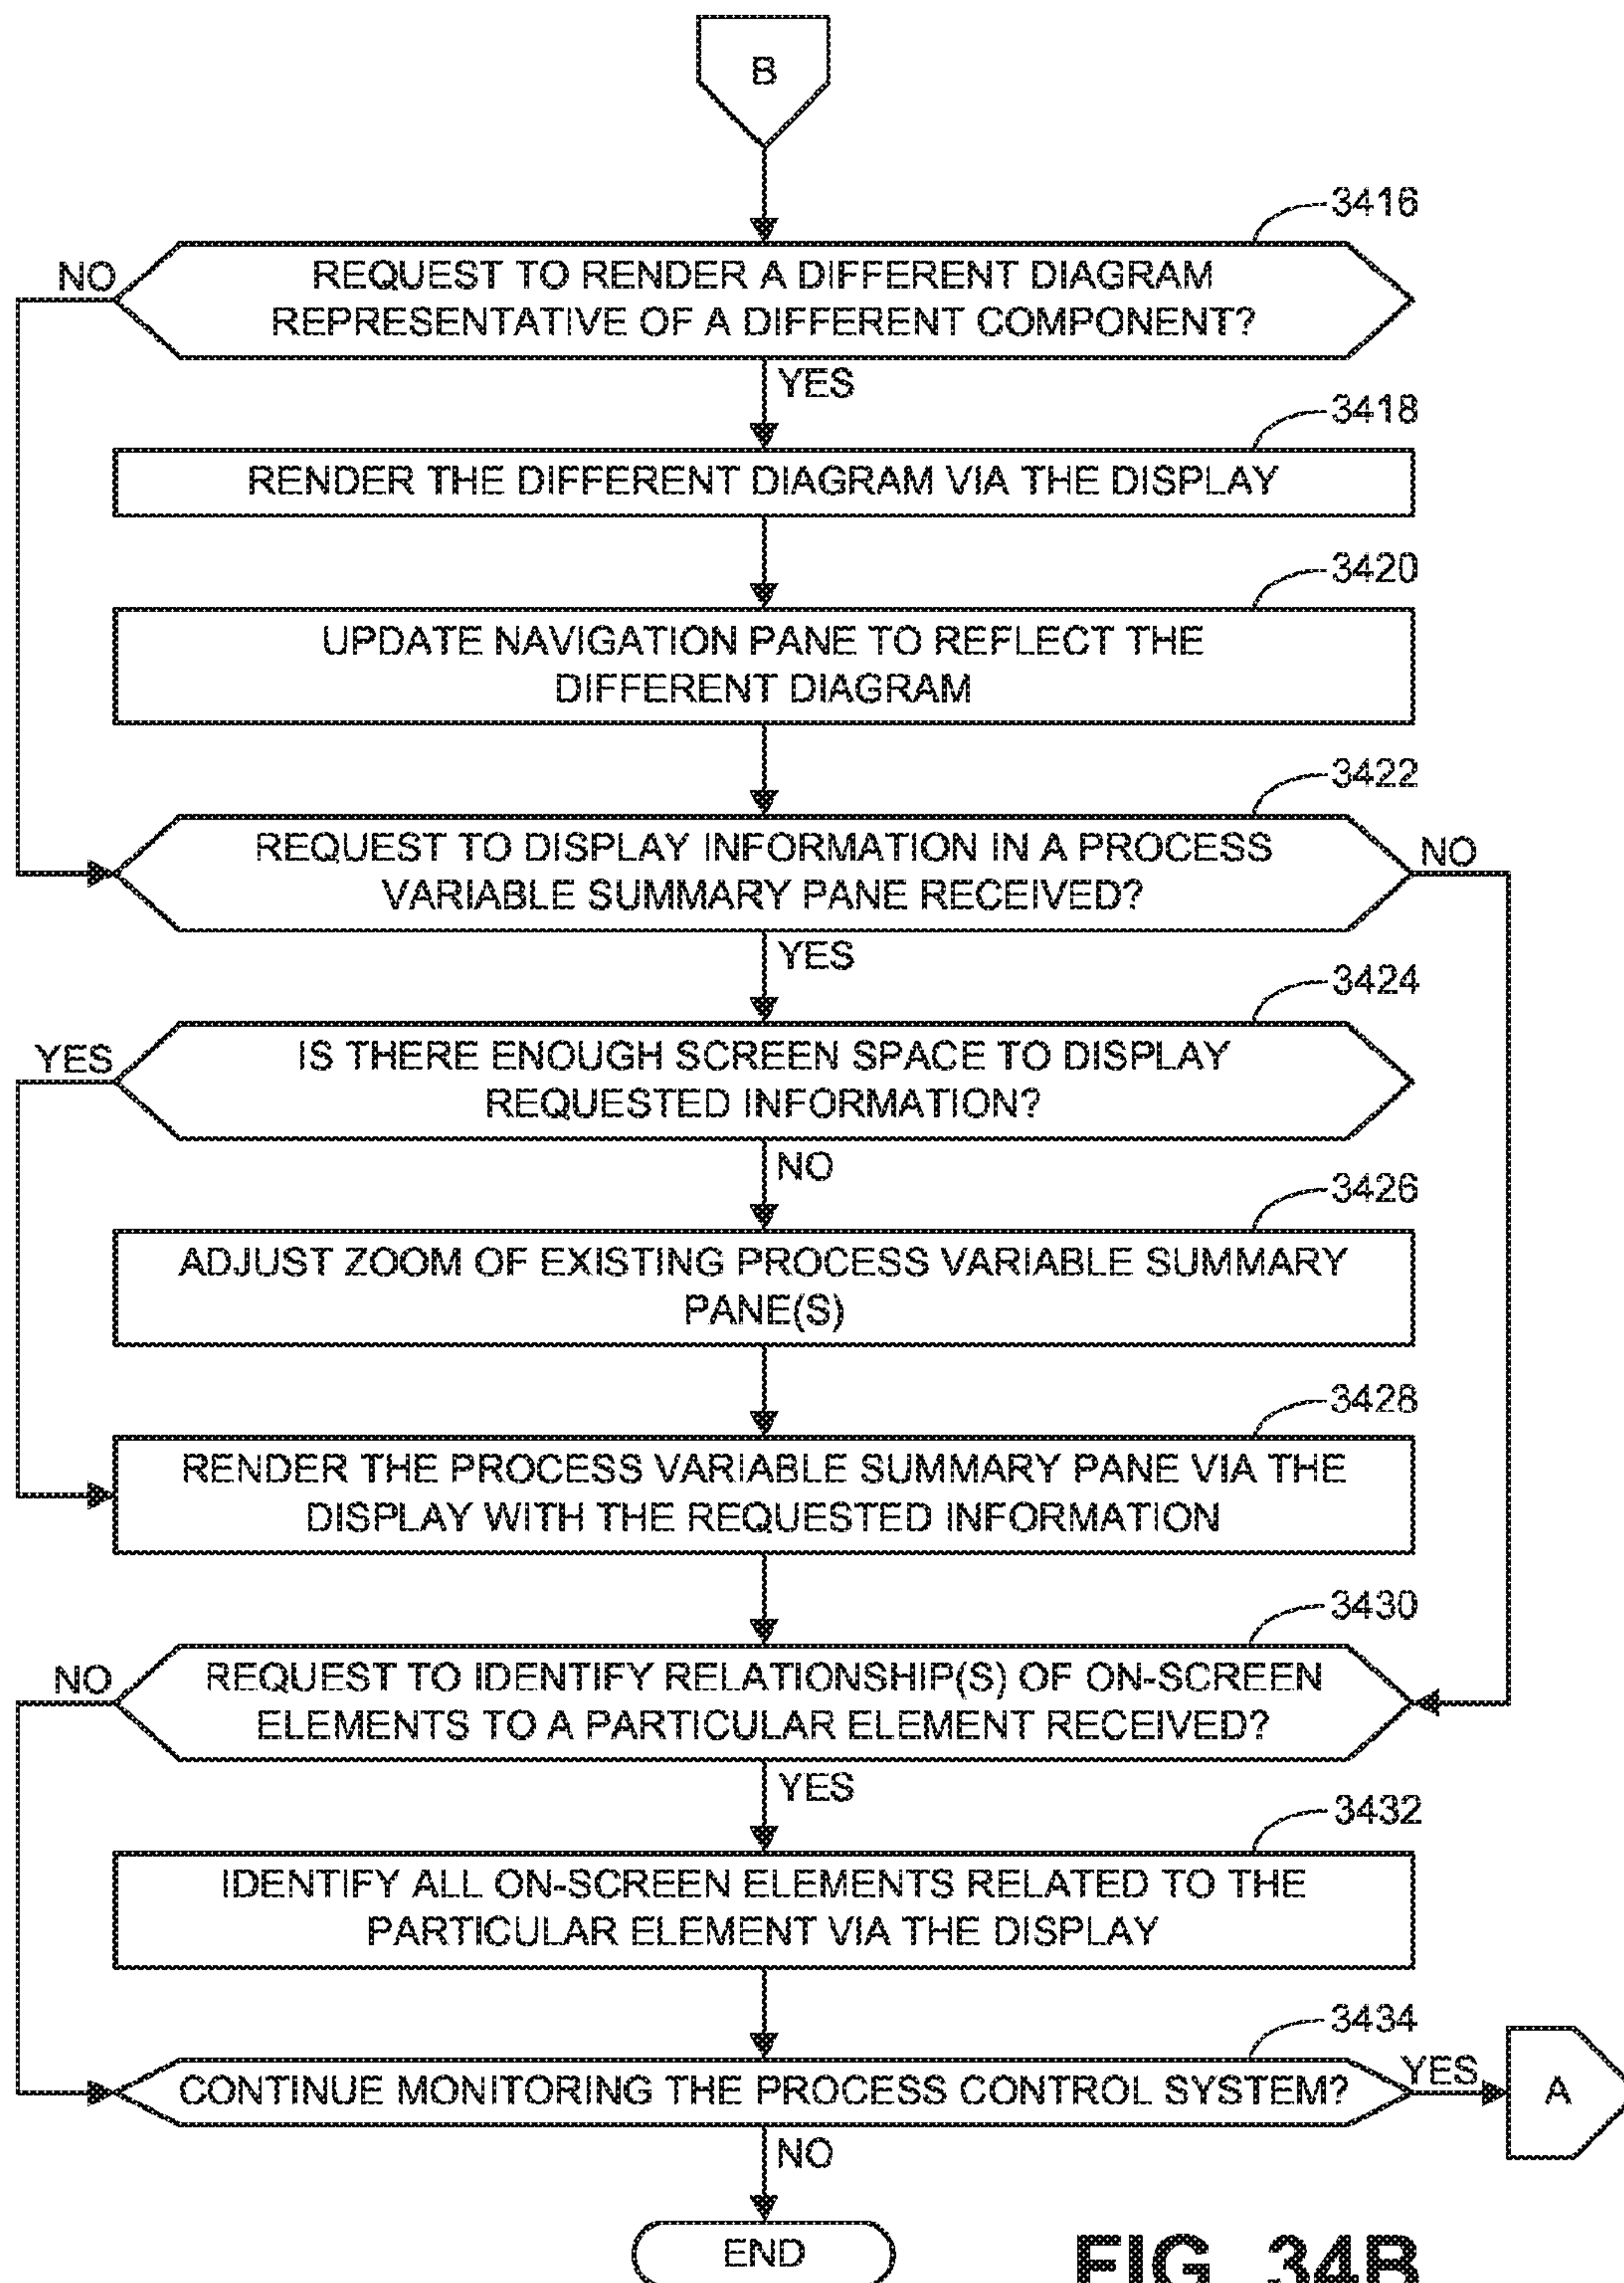 B
3416
NO
REQUEST TO RENDER A DIFFERENT DIAGRAM
REPRESENTATIVE OF A DIFFERENT COMPONENT?
YES
3418
RENDER THE DIFFERENT DIAGRAM VIA THE DISPLAY
3420
UPDATE NAVIGATION PANE TO REFLECT THE
DIFFERENT DIAGRAM
3422
REQUEST TO DISPLAY INFORMATION IN A PROCESS
VARIABLE SUMMARY PANE RECEIVED?
NO
YES
3424
YES
IS THERE ENOUGH SCREEN SPACE TO DISPLAY
REQUESTED INFORMATION?
NO
3426
ADJUST ZOOM OF EXISTING PROCESS VARIABLE SUMMARY
PANE(S)
3428
RENDER THE PROCESS VARIABLE SUMMARY PANE VIA THE
DISPLAY WITH THE REQUESTED INFORMATION
3430
NO
REQUEST TO IDENTIFY RELATIONSHIP(S) OF ON-SCREEN
ELEMENTS TO A PARTICULAR ELEMENT RECEIVED?
YES
3432
IDENTIFY ALL ON-SCREEN ELEMENTS RELATED TO THE
PARTICULAR ELEMENT VIA THE DISPLAY
3434
CONTINUE MONITORING THE PROCESS CONTROL SYSTEM?
YES
A
NO
END
FIG. 34B